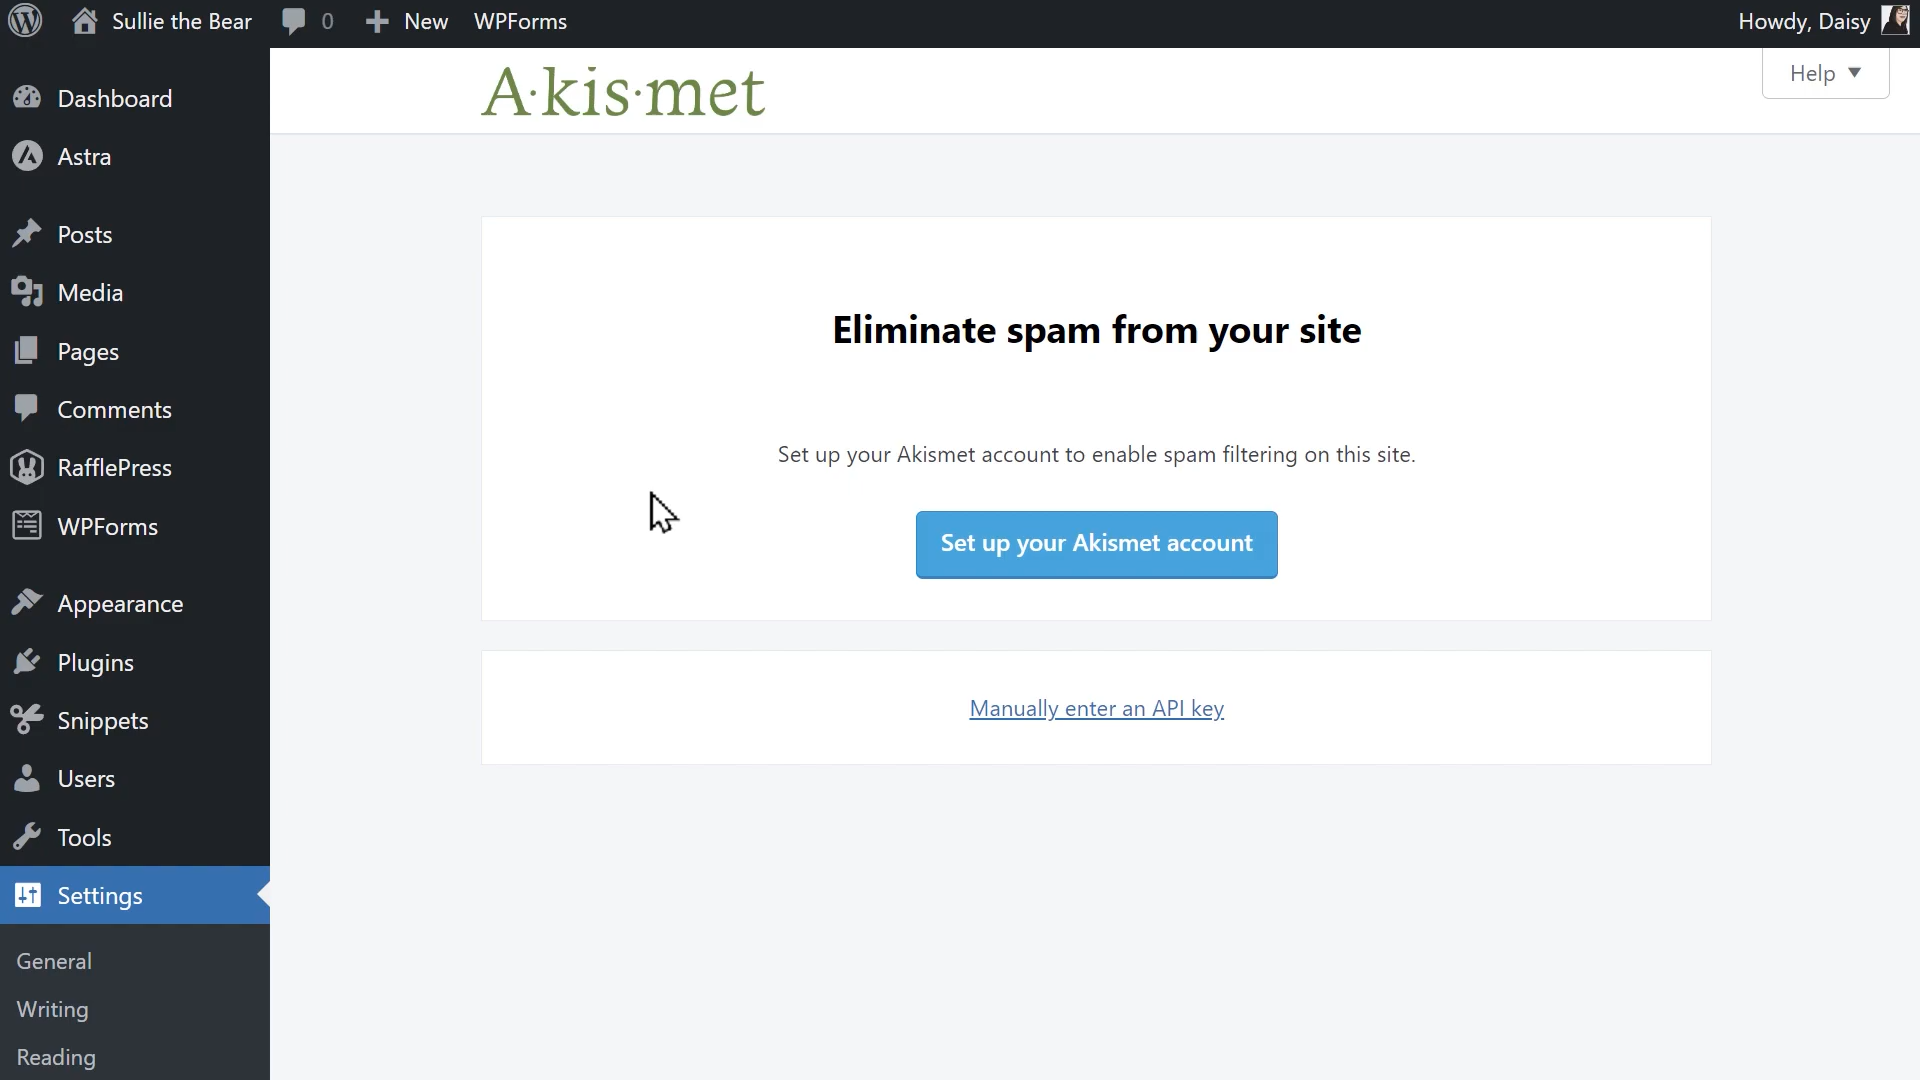 Sullie the Bear
0
New
WPForms
Howdy, Daisy
Dashboard
Astra
Posts
Media
Pages
Comments
RafflePress
WPForms
Appearance
Plugins
Snippets
Users
Tools
Settings
General
Writing
Reading
A·kis·met
Help
Eliminate spam from your site
Set up your Akismet account to enable spam filtering on this site.
Set up your Akismet account
Manually enter an API key